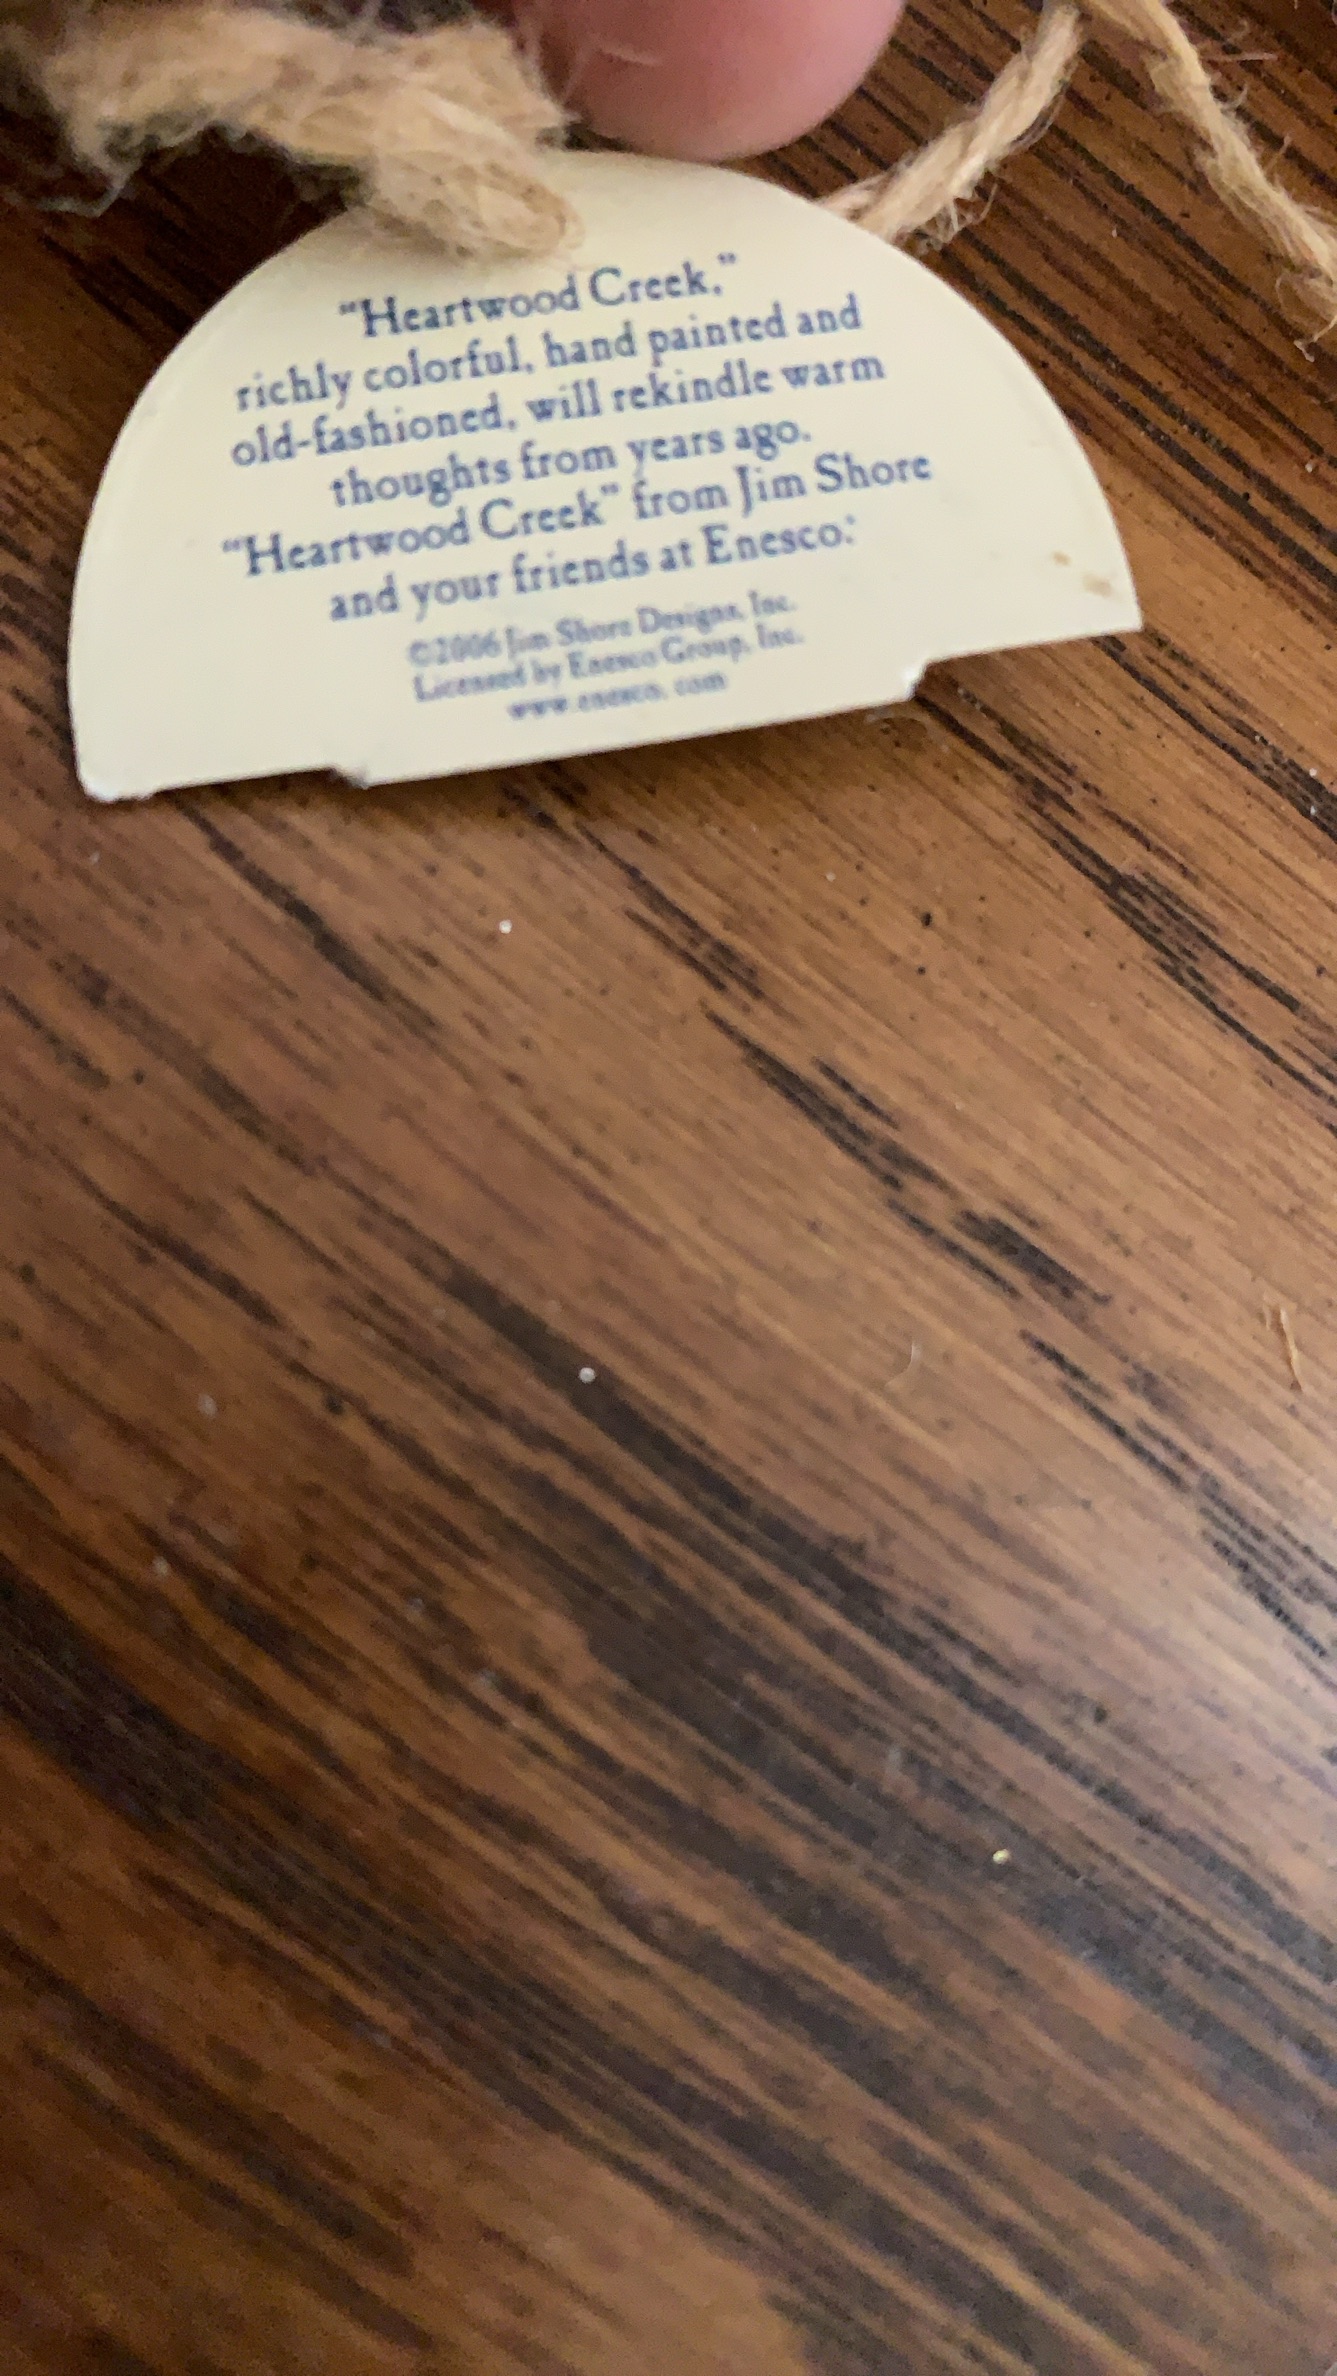 “Heartwood Creek,”
richly colorful, hand painted and
old-fashioned, will rekindle warm
thoughts from years ago.
“Heartwood Creek” from Jim Shore
and your friends at Enesco.
©2006 Jim Shore Designs, Inc.
Licensed by Enesco Group, Inc.
www.enesco.com